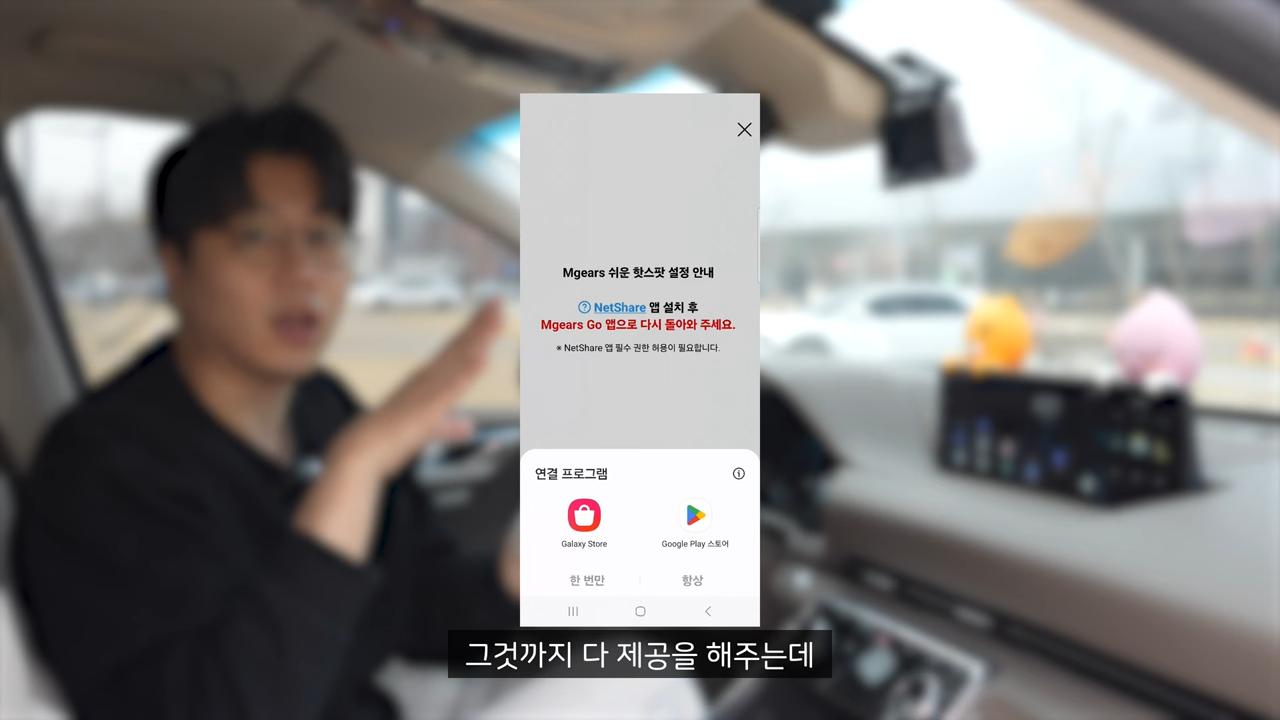 Mgears 쉬운 핫스팟 설정 안내
NetShare 앱 설치 후
Mgears Go 앱으로 다시 돌아와 주세요.
※ NetShare 앱 필수 권한 허용이 필요합니다.
연결 프로그램
Galaxy Store
Google Play 스토어
한 번만
항상
그것까지 다 제공을 해주는데